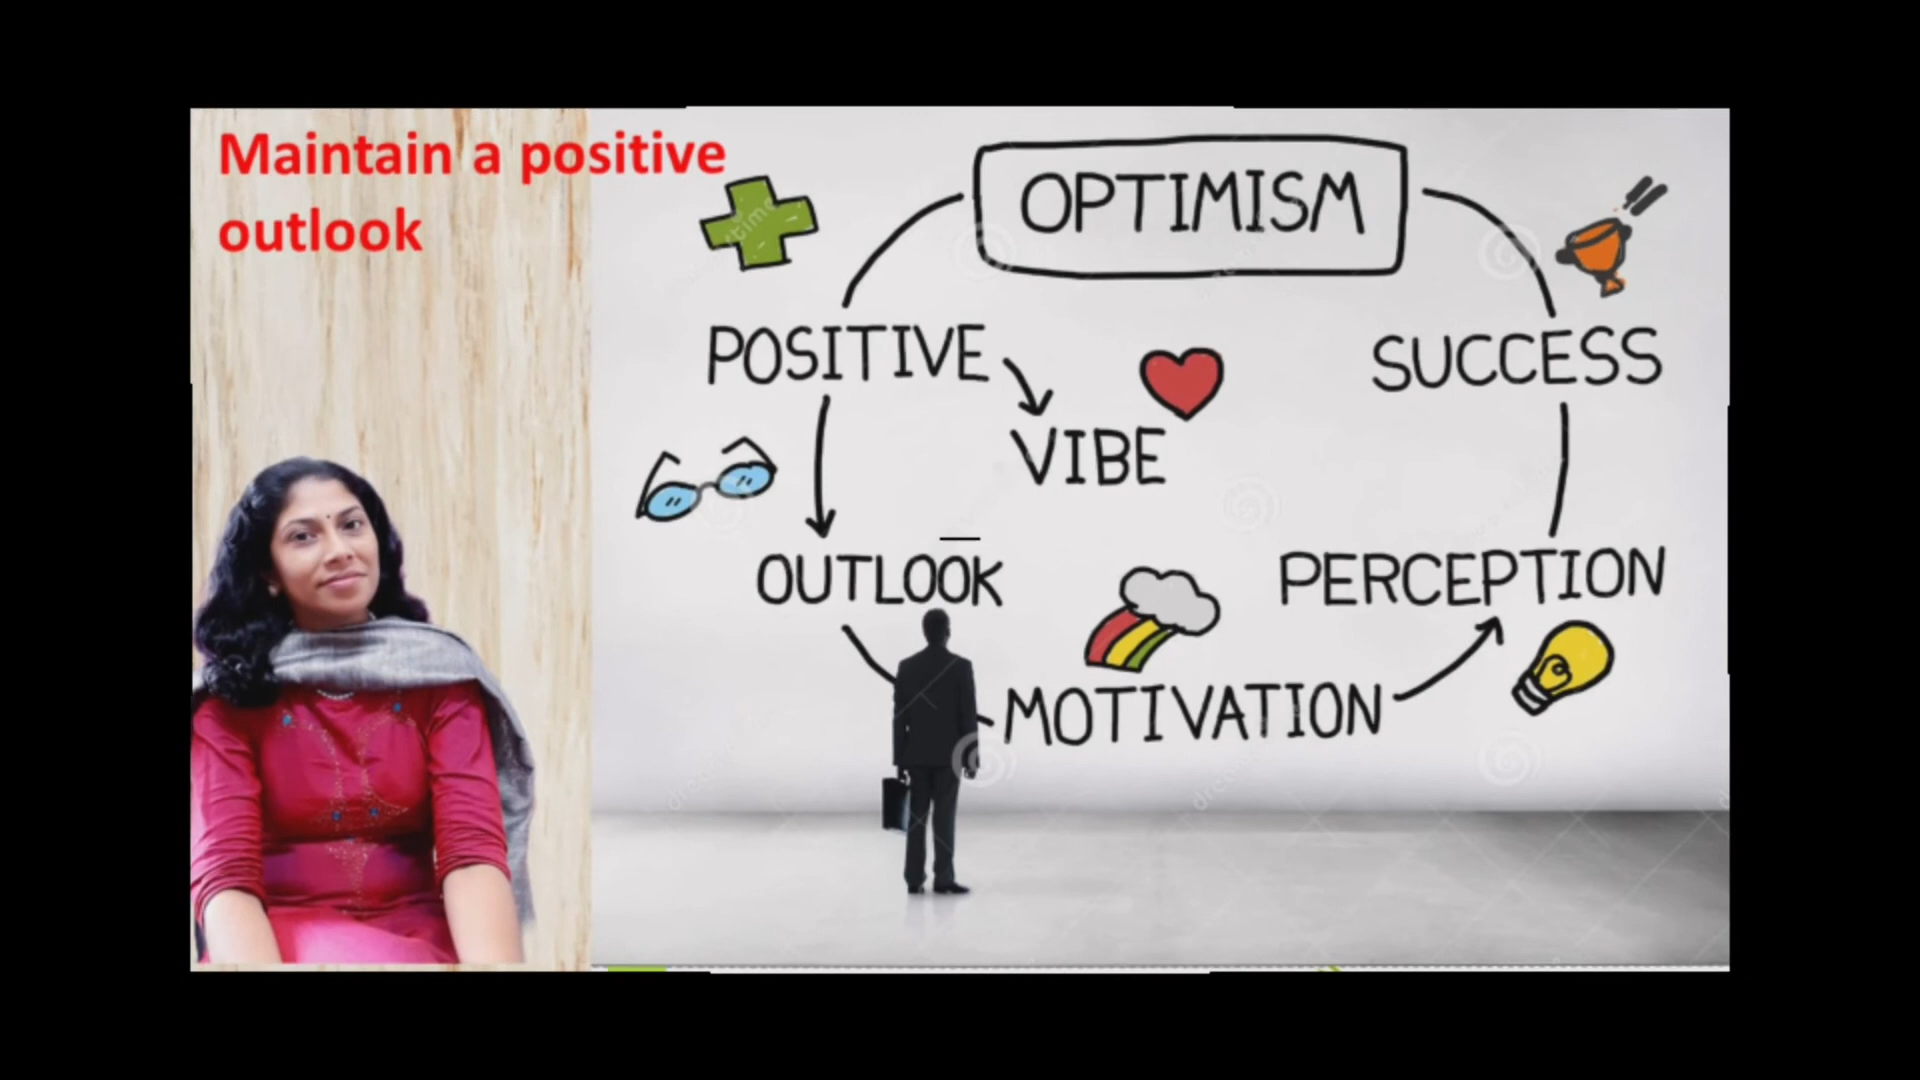 Maintain a positive
outlook
OPTIMISM
POSITIVE
SUCCESS
VIBE
OUTLOOK
PERCEPTION
MOTIVATION